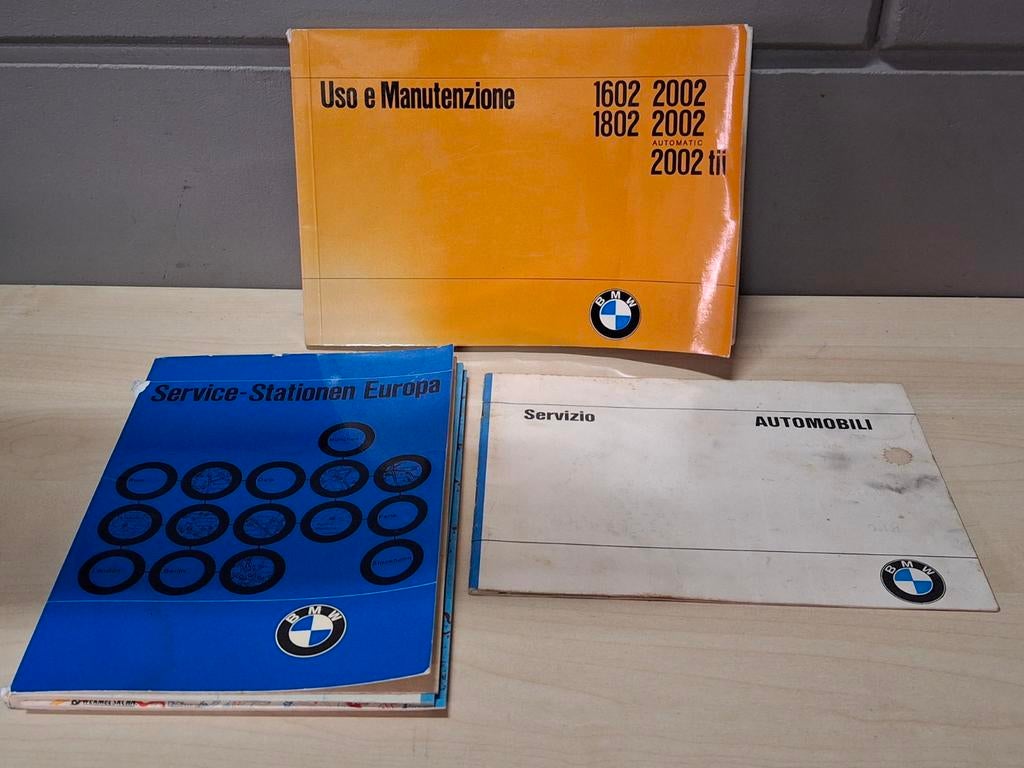 Uso e Manutenzione
1602 2002
1802 2002
AUTOMATIC
2002 tii
BMW
Service-Stationen Europa
BMW
Servizio
AUTOMOBILI
BMW